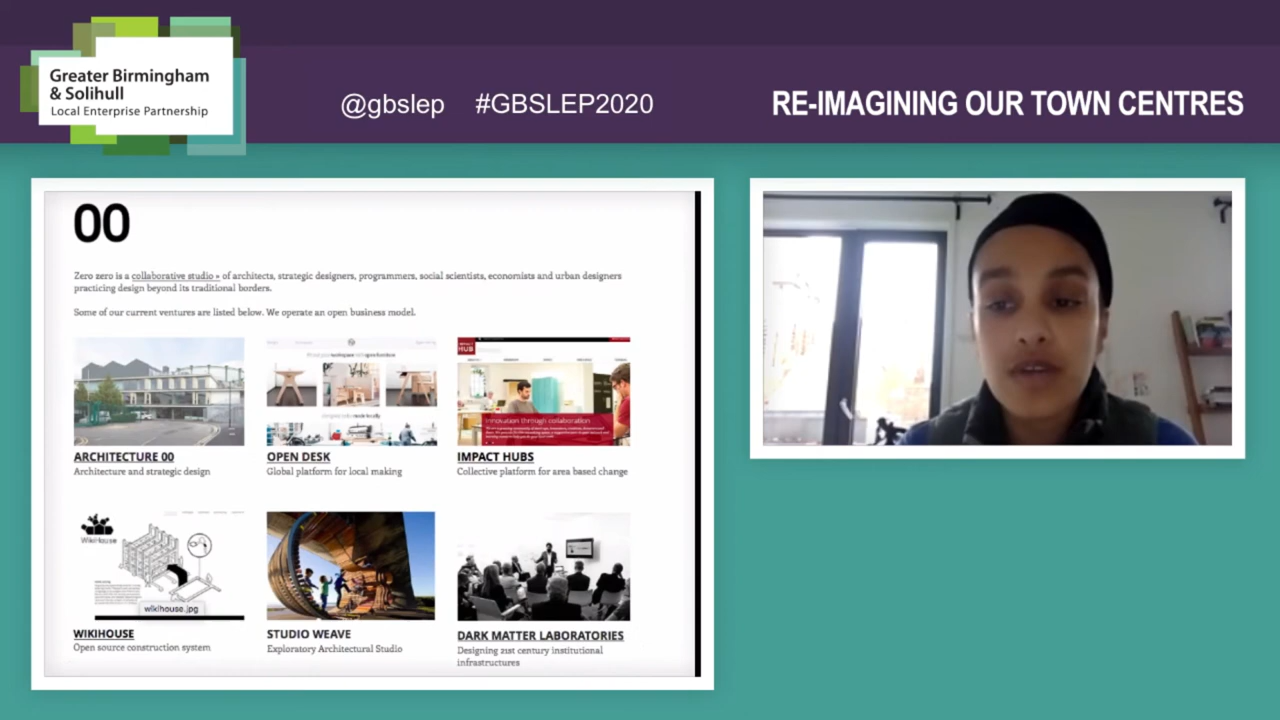 Greater Birmingham
& Solihull
Local Enterprise Partnership
@gbslep #GBSLEP2020
RE-IMAGINING OUR TOWN CENTRES
00
Zero zero is a collaborative studio » of architects, strategic designers, programmers, social scientists, economists and urban designers
practicing design beyond its traditional borders.
Some of our current ventures are listed below. We operate an open business model.
IMPACT
HUB
Innovation through collaboration
ARCHITECTURE 00
Architecture and strategic design
OPEN DESK
Global platform for local making
IMPACT HUBS
Collective platform for area based change
WikiHouse
wikihouse.jpg
WIKIHOUSE
Open source construction system
STUDIO WEAVE
Exploratory Architectural Studio
DARK MATTER LABORATORIES
Designing 21st century institutional
infrastructures